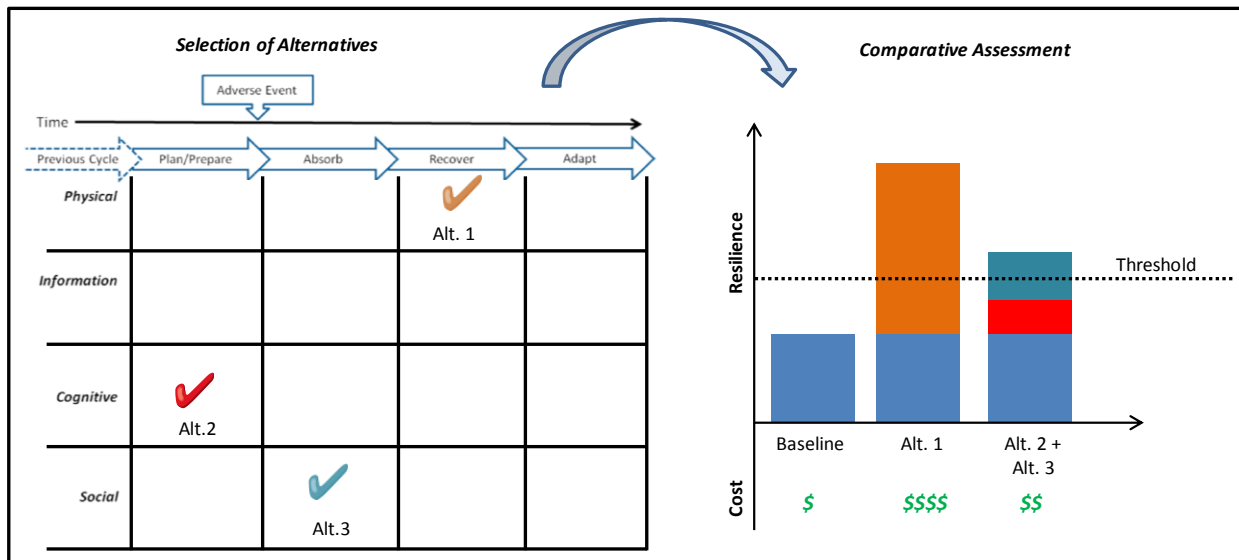 Selection of Alternatives
Adverse Event
Time
Previous Cycle
Plan/Prepare
Absorb
Recover
Adapt
Physical
Alt. 1
Information
Cognitive
Alt.2
Social
Alt.3
Comparative Assessment
Resilience
Threshold
Baseline
Alt. 1
Alt. 2 +
Alt. 3
Cost
$
$$$$
$$